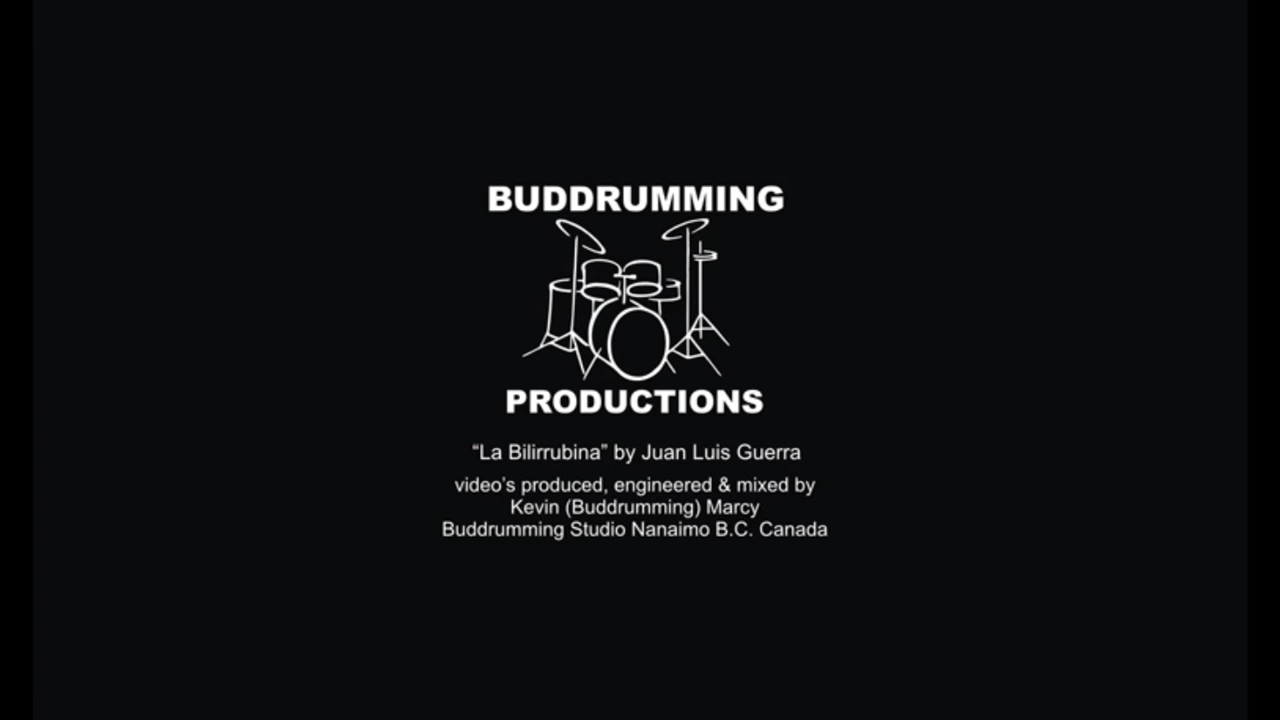 BUDDRUMMING
PRODUCTIONS
“La Bilirrubina” by Juan Luis Guerra
video’s produced, engineered & mixed by
Kevin (Buddrumming) Marcy
Buddrumming Studio Nanaimo B.C. Canada